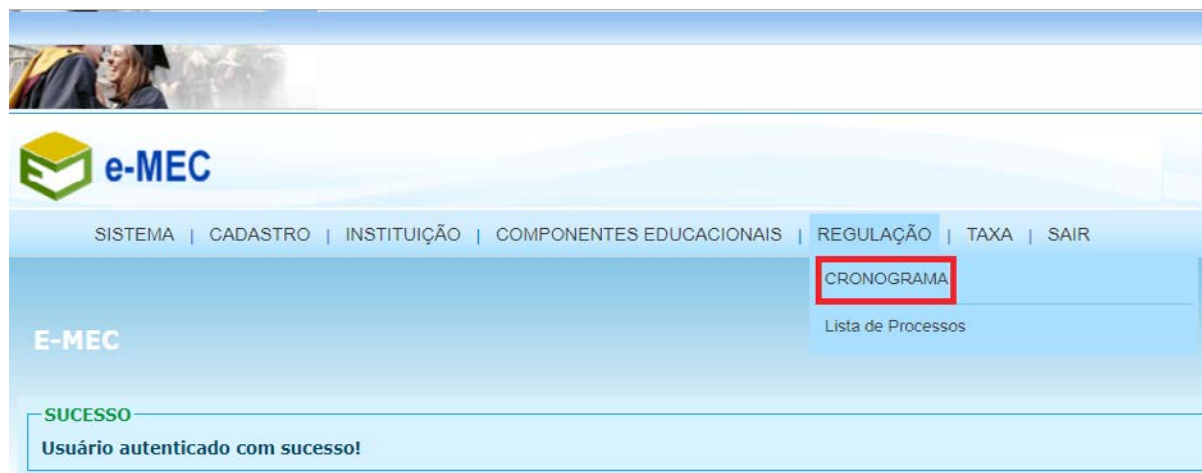 e-MEC
SISTEMA | CADASTRO | INSTITUIÇÃO | COMPONENTES EDUCACIONAIS | REGULAÇÃO | TAXA | SAIR
CRONOGRAMA
Lista de Processos
E-MEC
SUCESSO
Usuário autenticado com sucesso!